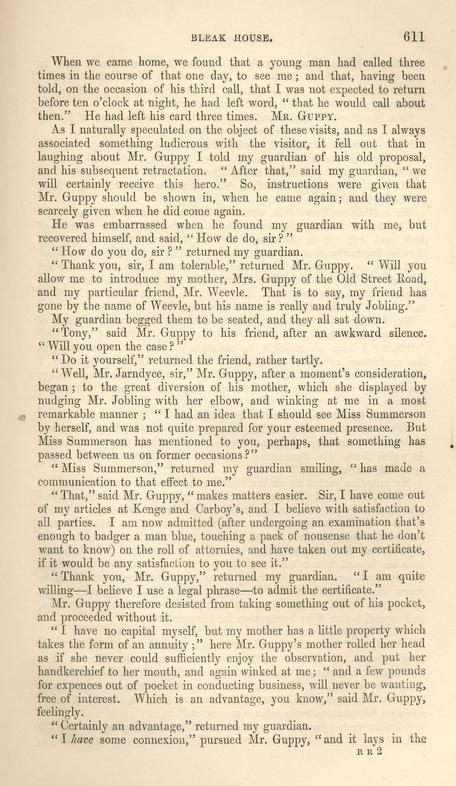 BLEAK HOUSE. 611
When we came home, we found that a young man had called three
times in the course of that one day, to see me; and that, having been
told, on the occasion of his third call, that I was not expected to return
before ten o'clock at night, he had left word, “ that he would call about
then.” He had left his card three times. MR. GUPPY.
As I naturally speculated on the object of these visits, and as I always
associated something ludicrous with the visitor, it fell out that in
laughing about Mr. Guppy I told my guardian of his old proposal,
and his subsequent retractation. “ After that,” said my guardian, “ we
will certainly receive this hero.” So, instructions were given that
Mr. Guppy should be shown in, when he came again; and they were
scarcely given when he did come again.
He was embarrassed when he found my guardian with me, but
recovered himself, and said, “ How de do, sir ? ”
“ How do you do, sir ? ” returned my guardian.
“ Thank you, sir, I am tolerable,” returned Mr. Guppy. “ Will you
allow me to introduce my mother, Mrs. Guppy of the Old Street Road,
and my particular friend, Mr. Weevle. That is to say, my friend has
gone by the name of Weevle, but his name is really and truly Jobling.”
My guardian begged them to be seated, and they all sat down.
“ Tony,” said Mr. Guppy to his friend, after an awkward silence.
“ Will you open the case ? ”
“ Do it yourself,” returned the friend, rather tartly.
“ Well, Mr. Jarndyce, sir,” Mr. Guppy, after a moment's consideration,
began ; to the great diversion of his mother, which she displayed by
nudging Mr. Jobling with her elbow, and winking at me in a most
remarkable manner ; “ I had an idea that I should see Miss Summerson
by herself, and was not quite prepared for your esteemed presence. But
Miss Summerson has mentioned to you, perhaps, that something has
passed between us on former occasions ? ”
“ Miss Summerson,” returned my guardian smiling, “ has made a
communication to that effect to me.”
“ That,” said Mr. Guppy, “ makes matters easier. Sir, I have come out
of my articles at Kenge and Carboy's, and I believe with satisfaction to
all parties. I am now admitted (after undergoing an examination that's
enough to badger a man blue, touching a pack of nonsense that he don't
want to know) on the roll of attornies, and have taken out my certificate,
if it would be any satisfaction to you to see it.”
“ Thank you, Mr. Guppy,” returned my guardian. “ I am quite
willing—I believe I use a legal phrase—to admit the certificate.”
Mr. Guppy therefore desisted from taking something out of his pocket,
and proceeded without it.
“ I have no capital myself, but my mother has a little property which
takes the form of an annuity ;” here Mr. Guppy's mother rolled her head
as if she never could sufficiently enjoy the observation, and put her
handkerchief to her mouth, and again winked at me ; “ and a few pounds
for expences out of pocket in conducting business, will never be wanting,
free of interest. Which is an advantage, you know,” said Mr. Guppy,
feelingly.
“ Certainly an advantage,” returned my guardian.
“ I have some connexion,” pursued Mr. Guppy, “ and it lays in the
R R 2